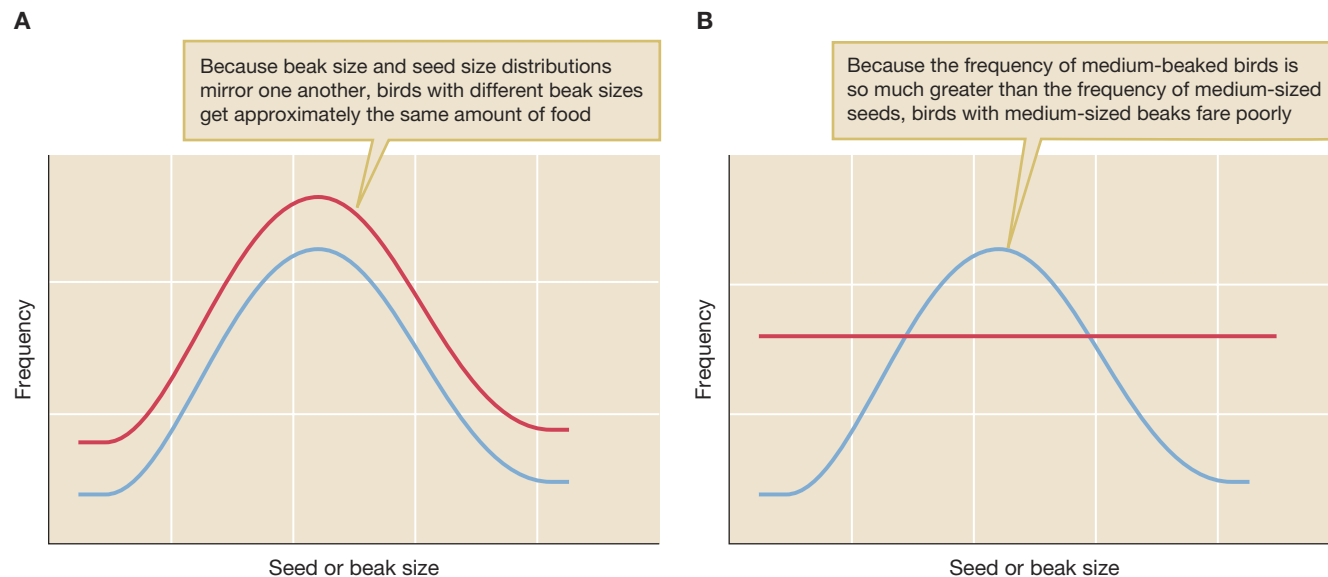 A
Because beak size and seed size distributions
mirror one another, birds with different beak sizes
get approximately the same amount of food
Frequency
Seed or beak size
B
Because the frequency of medium-beaked birds is
so much greater than the frequency of medium-sized
seeds, birds with medium-sized beaks fare poorly
Frequency
Seed or beak size